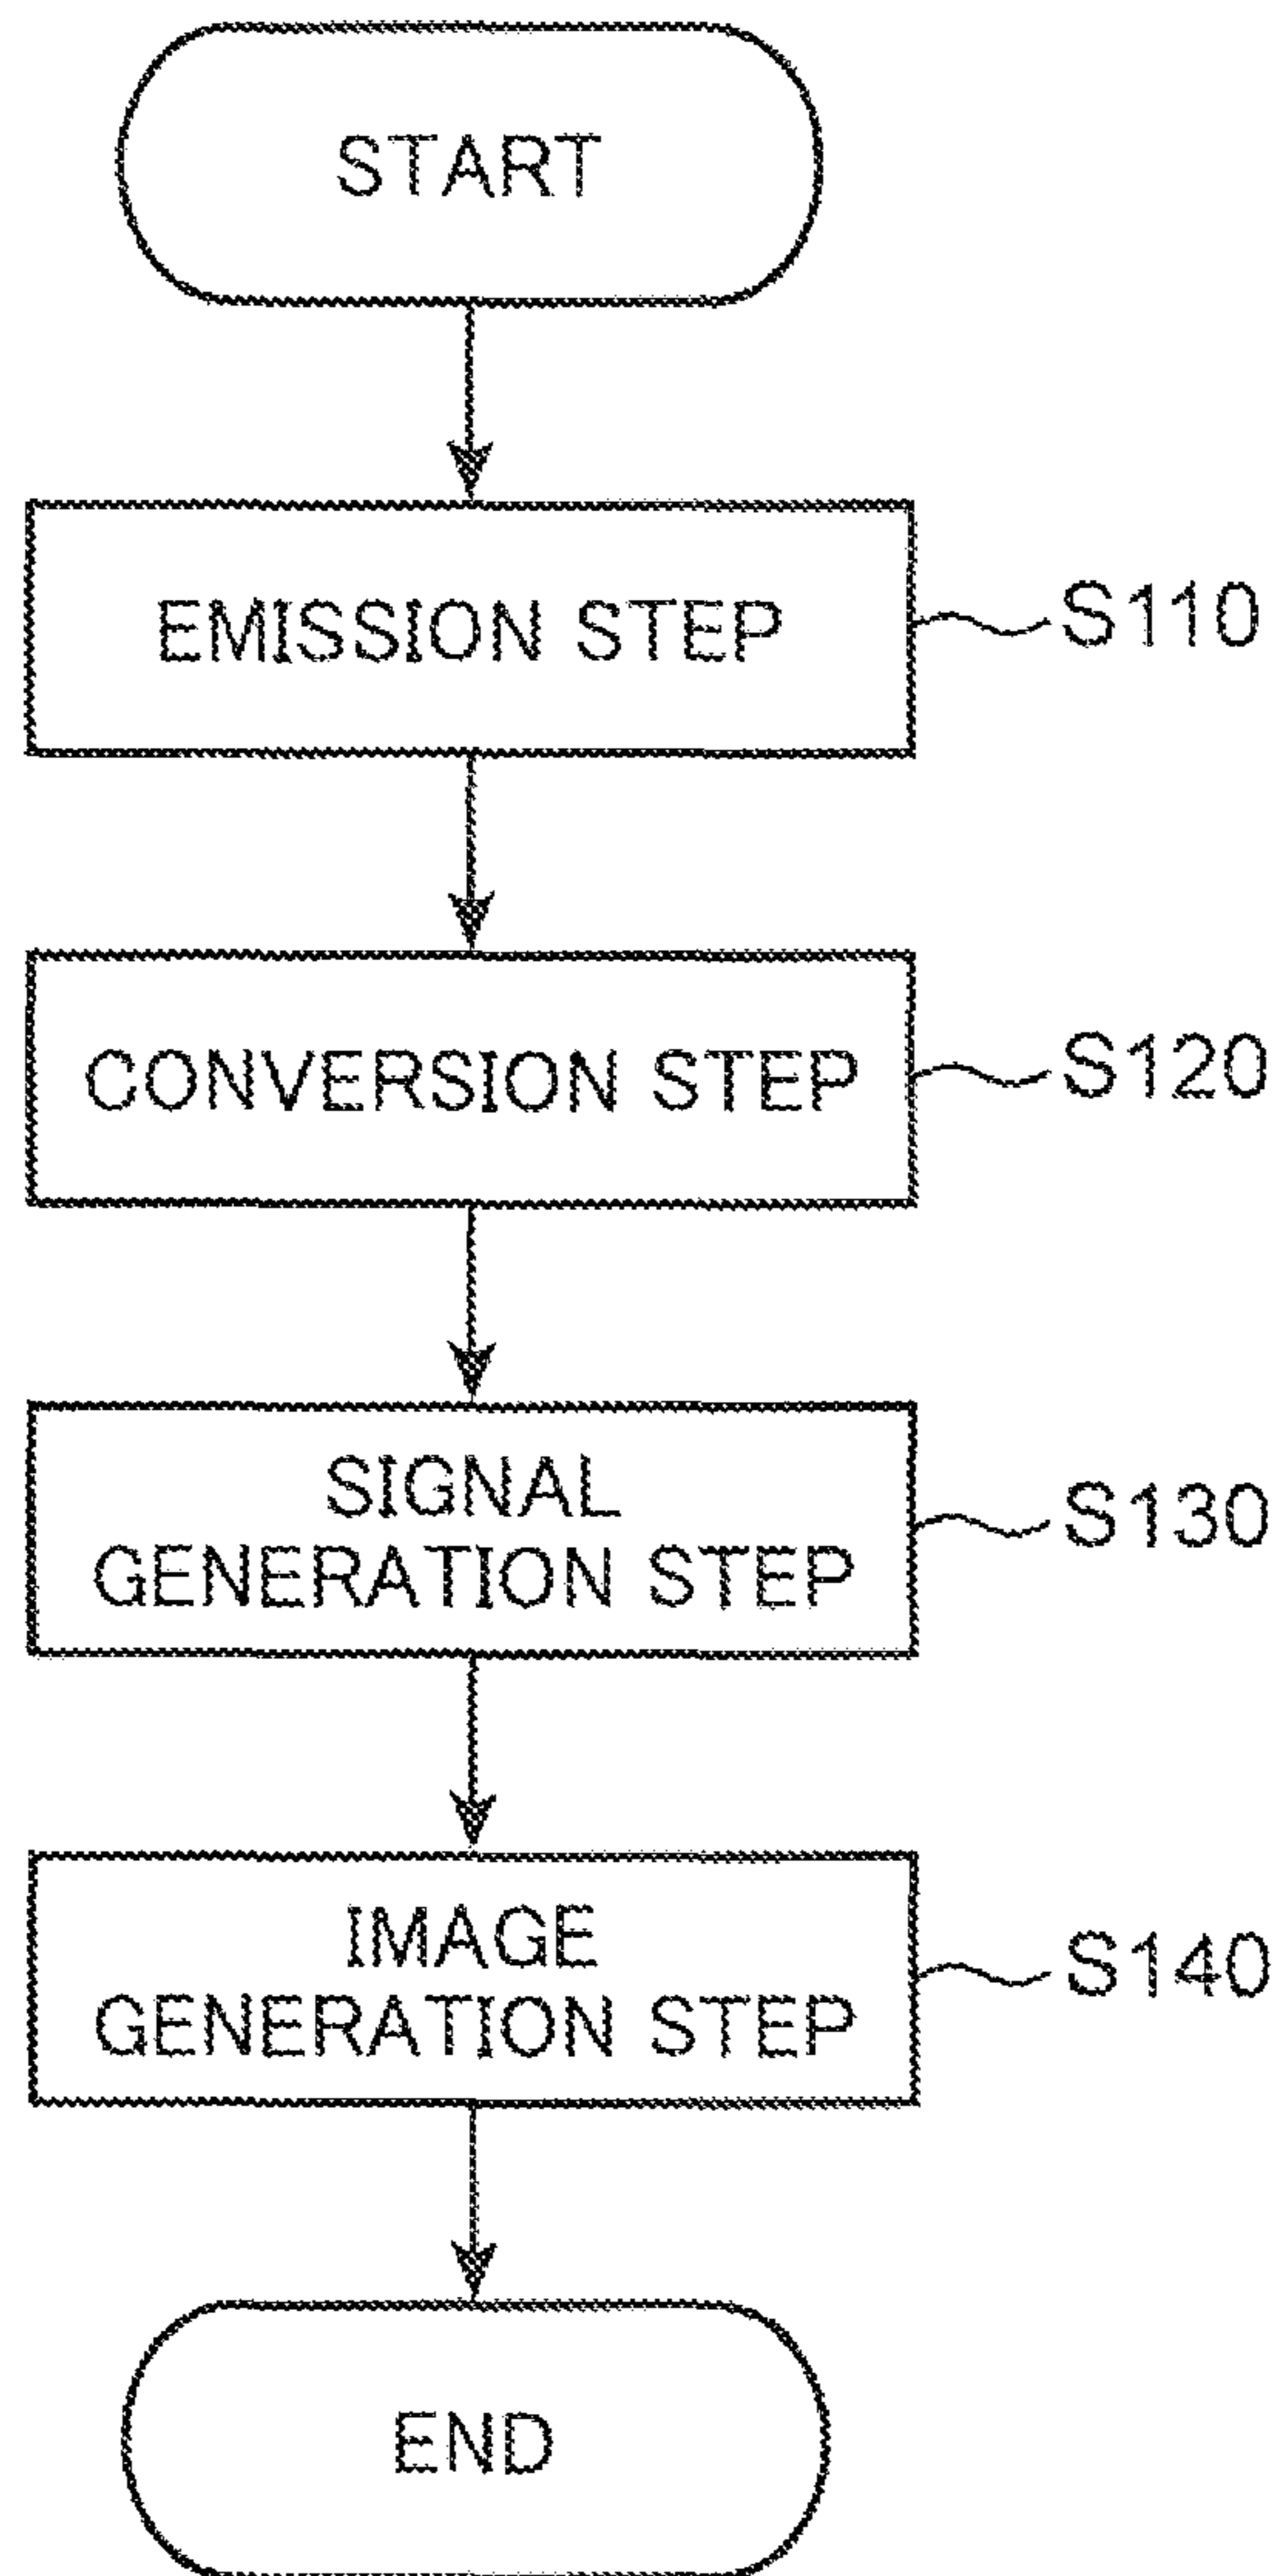 START
EMISSION STEP
S110
CONVERSION STEP
S120
SIGNAL
GENERATION STEP
S130
IMAGE
GENERATION STEP
S140
END